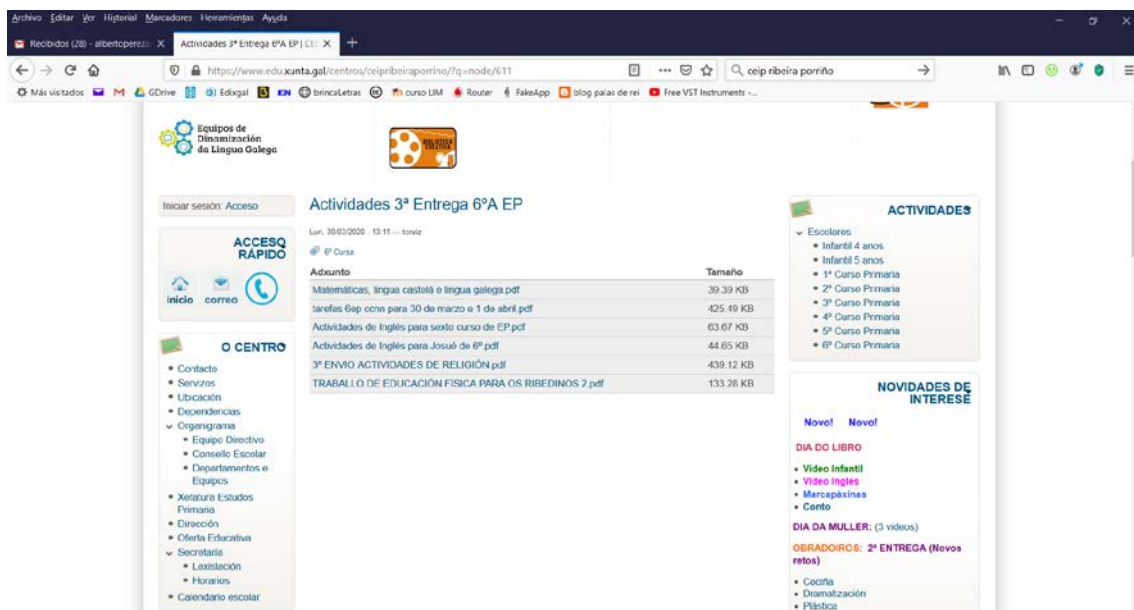 Archivo Editar Ver Historial Marcadores Herramientas Ayuda
Recibidos (28) - albertoperez
Actividades 3ª Entrega 6ºA EP | CE
https://www.edu.xunta.gal/centros/ceipribeiraporrino/?q=node/611
ceip ribeira porriño
Más visitados GDrive Edixgal brincaLetras curso LIM Router FakeApp blog palas de rei Free VST Instruments -...
Equipos de
Dinamización
da Lingua Galega
BIBLIOTECA
CREATIVA
Iniciar sesión: Acceso
ACCESO
RÁPIDO
inicio correo
O CENTRO
Contacto
Servizos
Ubicación
Dependencias
Organigrama
Equipo Directivo
Consello Escolar
Departamentos e
Equipos
Xefatura Estudos
Primaria
Dirección
Oferta Educativa
Secretaría
Lexislación
Horarios
Calendario escolar
Actividades 3ª Entrega 6ºA EP
Lun, 30/03/2020 - 13:11 —
6º Curso
Adxunto Tamaño
Matemáticas, lingua castelá e lingua galega.pdf 39.39 KB
tarefas 6ep ccnn para 30 de marzo e 1 de abril.pdf 425.49 KB
Actividades de Inglés para sexto curso de EP.pdf 63.67 KB
Actividades de Inglés para Josué de 6º.pdf 44.65 KB
3º ENVIO ACTIVIDADES DE RELIGIÓN.pdf 439.12 KB
TRABALLO DE EDUCACIÓN FÍSICA PARA OS RIBEDINOS 2.pdf 133.28 KB
ACTIVIDADES
Escolares
Infantil 4 anos
Infantil 5 anos
1º Curso Primaria
2º Curso Primaria
3º Curso Primaria
4º Curso Primaria
5º Curso Primaria
6º Curso Primaria
NOVIDADES DE
INTERESE
Novo! Novo!
DIA DO LIBRO
Video Infantil
Video Ingles
Marcapáxinas
Conto
DIA DA MULLER: (3 videos)
OBRADOIROS: 2ª ENTREGA (Novos
retos)
Cociña
Dramatización
Plástica